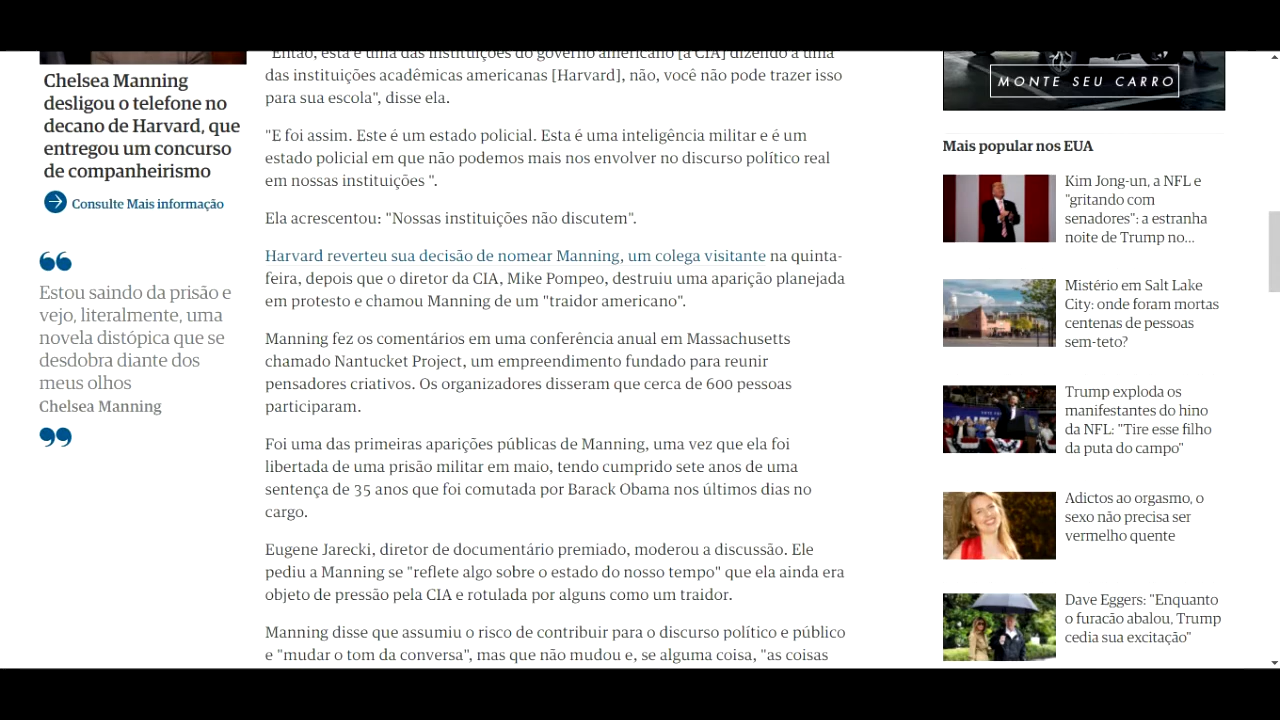 Chelsea Manning
desligou o telefone no
decano de Harvard, que
entregou um concurso
de companheirismo
Consulte Mais informação
Estou saindo da prisão e
vejo, literalmente, uma
novela distópica que se
desdobra diante dos
meus olhos
Chelsea Manning
"Então, esta é uma das instituições do governo americano [a CIA] dizendo a uma
das instituições acadêmicas americanas [Harvard], não, você não pode trazer isso
para sua escola", disse ela.
"E foi assim. Este é um estado policial. Esta é uma inteligência militar e é um
estado policial em que não podemos mais nos envolver no discurso político real
em nossas instituições ".
Ela acrescentou: "Nossas instituições não discutem".
Harvard reverteu sua decisão de nomear Manning, um colega visitante na quinta-
feira, depois que o diretor da CIA, Mike Pompeo, destruiu uma aparição planejada
em protesto e chamou Manning de um "traidor americano".
Manning fez os comentários em uma conferência anual em Massachusetts
chamado Nantucket Project, um empreendimento fundado para reunir
pensadores criativos. Os organizadores disseram que cerca de 600 pessoas
participaram.
Foi uma das primeiras aparições públicas de Manning, uma vez que ela foi
libertada de uma prisão militar em maio, tendo cumprido sete anos de uma
sentença de 35 anos que foi comutada por Barack Obama nos últimos dias no
cargo.
Eugene Jarecki, diretor de documentário premiado, moderou a discussão. Ele
pediu a Manning se "reflete algo sobre o estado do nosso tempo" que ela ainda era
objeto de pressão pela CIA e rotulada por alguns como um traidor.
Manning disse que assumiu o risco de contribuir para o discurso político e público
e "mudar o tom da conversa", mas que não mudou e, se alguma coisa, "as coisas
MONTE SEU CARRO
Mais popular nos EUA
Kim Jong-un, a NFL e
"gritando com
senadores": a estranha
noite de Trump no...
Mistério em Salt Lake
City: onde foram mortas
centenas de pessoas
sem-teto?
Trump exploda os
manifestantes do hino
da NFL: "Tire esse filho
da puta do campo"
Adictos ao orgasmo, o
sexo não precisa ser
vermelho quente
Dave Eggers: "Enquanto
o furacão abalou, Trump
cedia sua excitação"